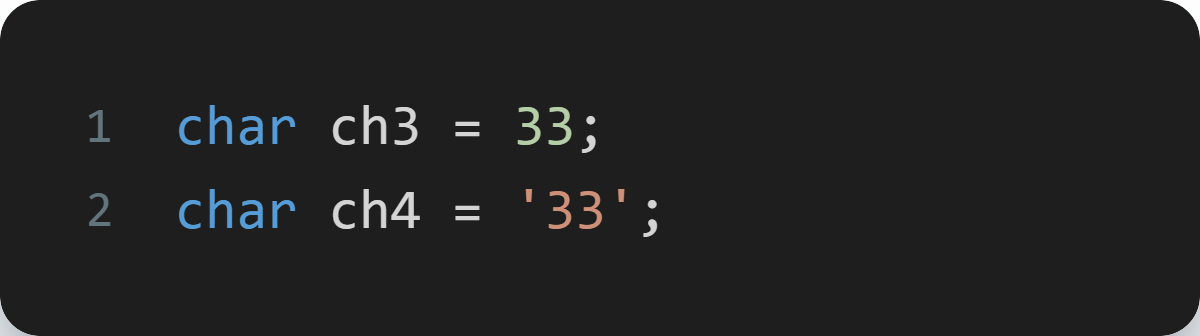 1 char ch3 = 33;
2 char ch4 = '33';